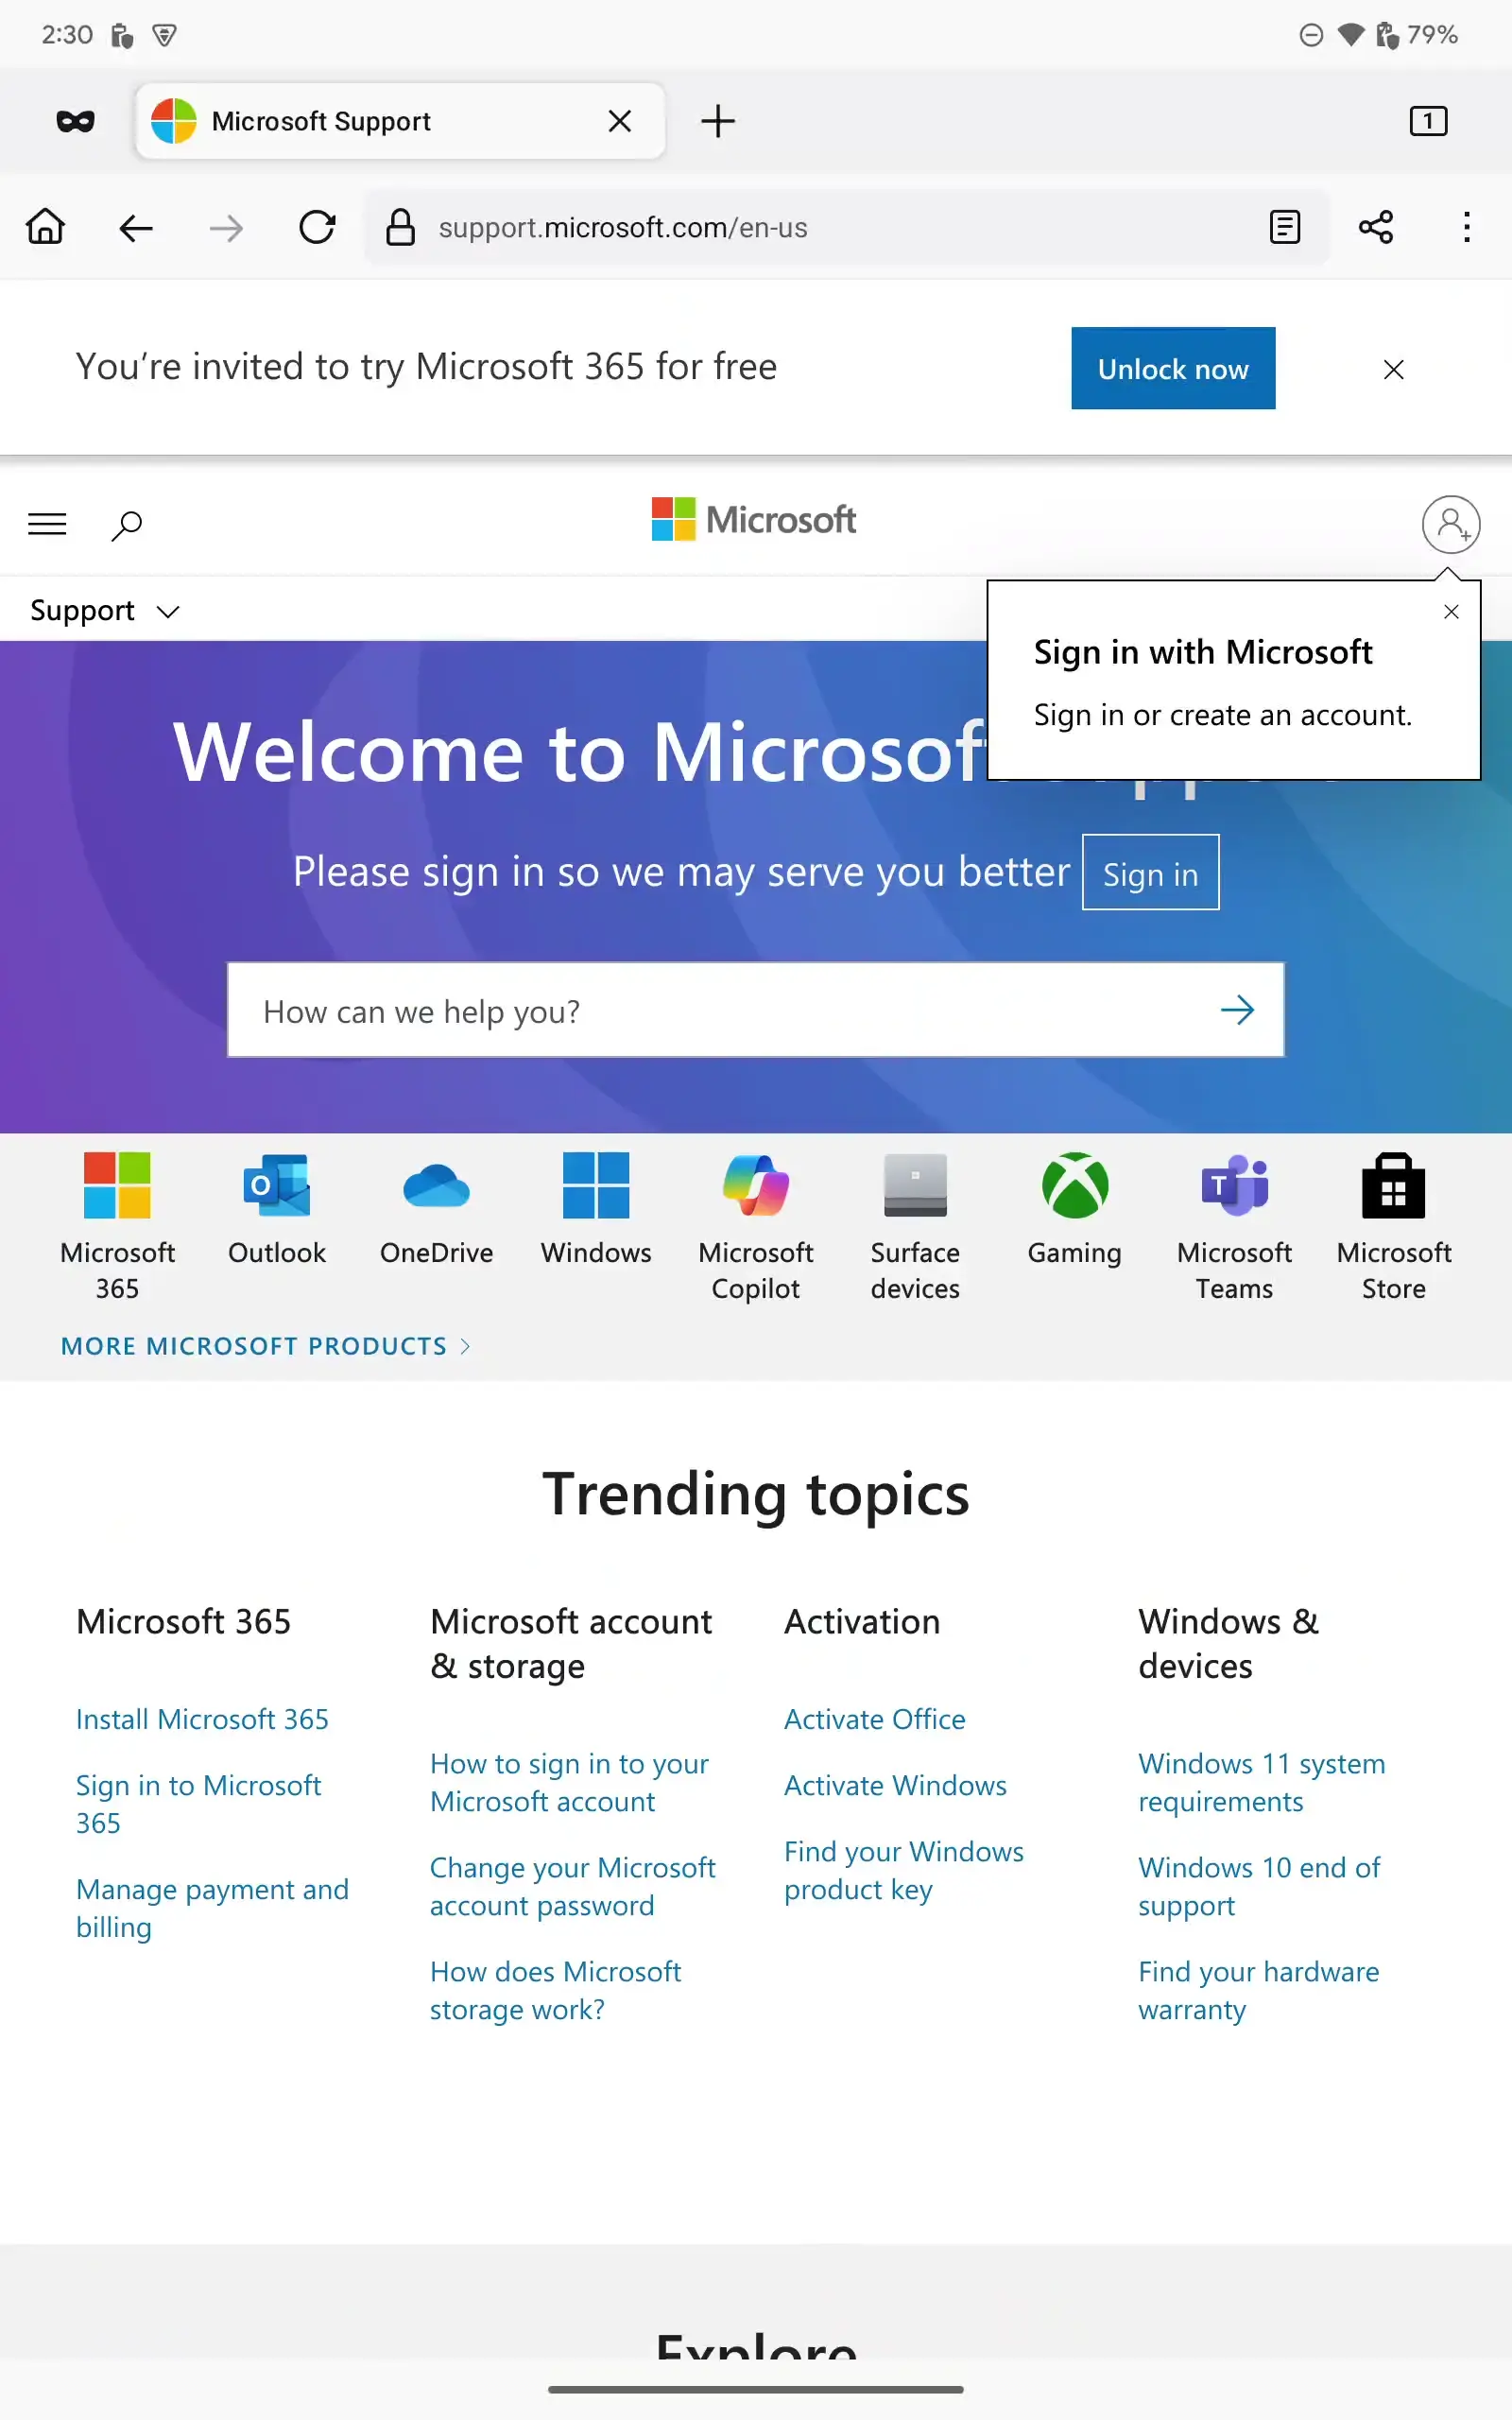 2:30
79%
Microsoft Support
1
support.microsoft.com/en-us
You’re invited to try Microsoft 365 for free
Unlock now
Microsoft
Support
Sign in with Microsoft
Sign in or create an account.
Welcome to Microsof
Please sign in so we may serve you better
Sign in
How can we help you?
Microsoft
365
Outlook
OneDrive
Windows
Microsoft
Copilot
Surface
devices
Gaming
Microsoft
Teams
Microsoft
Store
MORE MICROSOFT PRODUCTS
Trending topics
Microsoft 365
Install Microsoft 365
Sign in to Microsoft
365
Manage payment and
billing
Microsoft account
& storage
How to sign in to your
Microsoft account
Change your Microsoft
account password
How does Microsoft
storage work?
Activation
Activate Office
Activate Windows
Find your Windows
product key
Windows &
devices
Windows 11 system
requirements
Windows 10 end of
support
Find your hardware
warranty
Explore